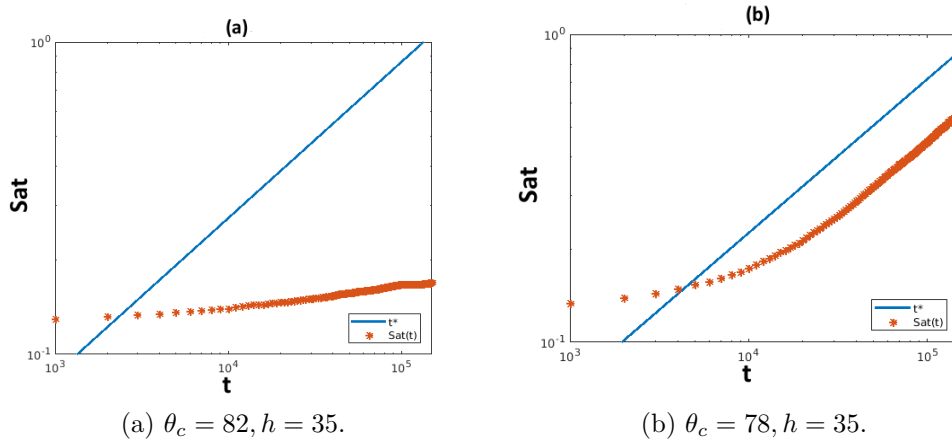 (a)
10^0
Sat
10^-1
10^3
10^4
10^5
t
t*
Sat(t)
(a) θ_c = 82, h = 35.
(b)
10^0
Sat
10^-1
10^3
10^4
10^5
t
t*
Sat(t)
(b) θ_c = 78, h = 35.